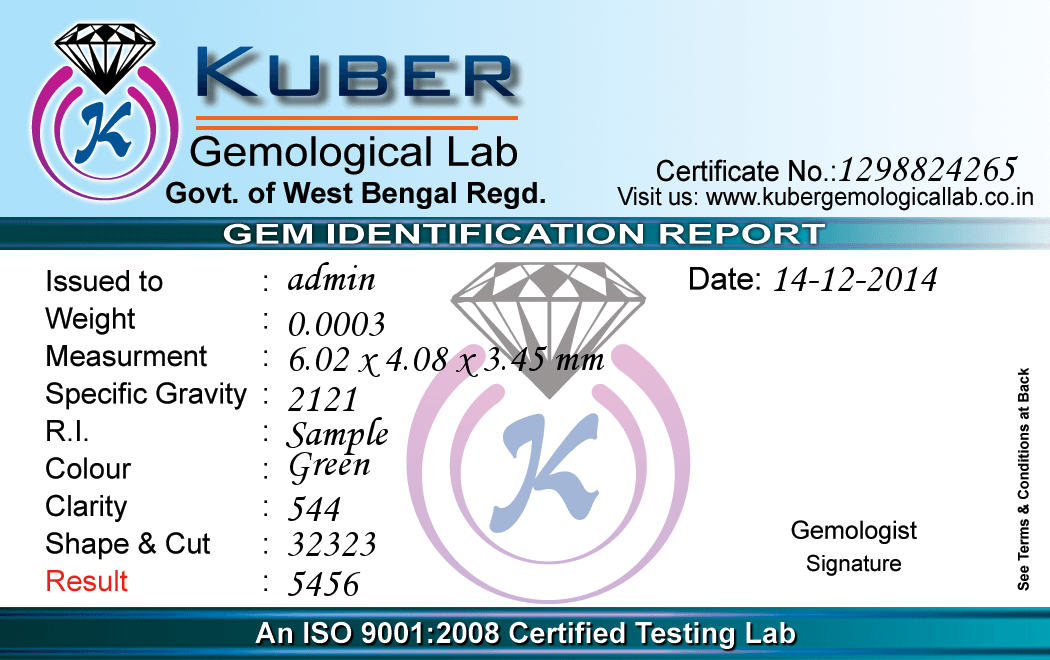 K
KUBER
Gemological Lab
Govt. of West Bengal Regd.
Certificate No.:1298824265
Visit us: www.kubergemologicallab.co.in
GEM IDENTIFICATION REPORT
Issued to : admin
Date: 14-12-2014
Weight : 0.0003
Measurment : 6.02 x 4.08 x 3.45 mm
Specific Gravity : 2121
R.I. : Sample
Colour : Green
Clarity : 544
Shape & Cut : 32323
Result : 5456
K
Gemologist
Signature
See Terms & Conditions at Back
An ISO 9001:2008 Certified Testing Lab